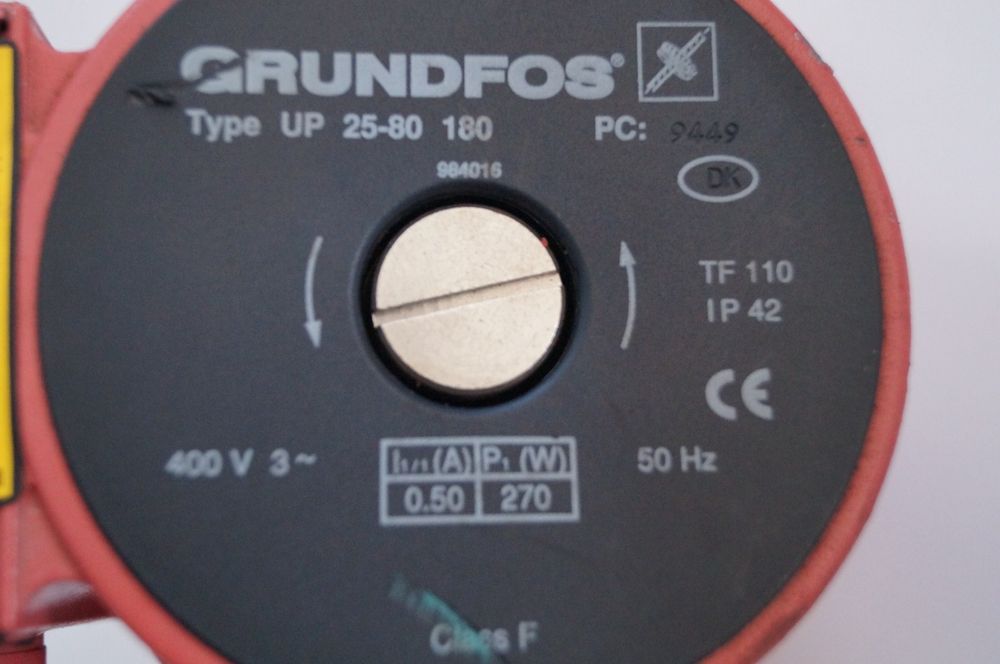 GRUNDFOS®
Type UP 25-80 180 PC: 9449
984016
DK
TF 110
IP 42
CE
400 V 3~
I1/1 (A) P1 (W)
0.50 270
50 Hz
Class F